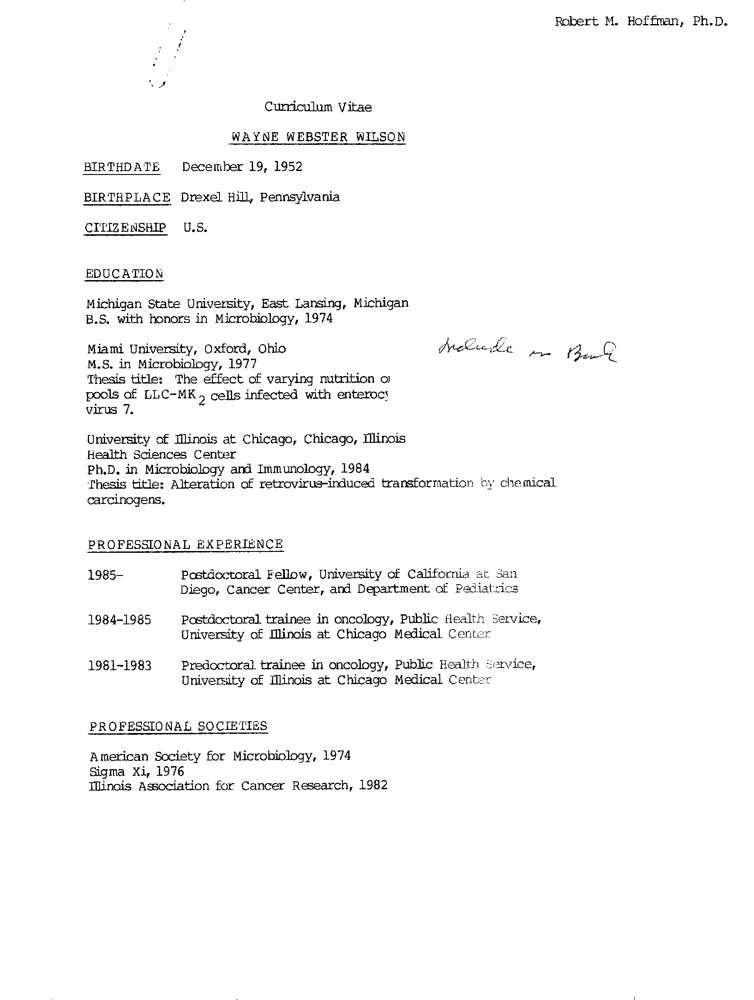 Robert M. Hoffman, Ph.D.
Curriculum Vitae
WAYNE WEBSTER WILSON
BIRTHDATE December 19, 1952
BIRTHPLACE Drexel Hill, Pennsylvania
CITIZENSHIP U.S.
EDUCATION
Michigan State University, East Lansing, Michigan
B.S. with honors in Microbiology, 1974
Include in
Miami University, Oxford, Ohio
M.S. in Microbiology, 1977
Thesis title: The effect of varying nutrition
pools of LLC-MK2 cells infected with
virus 7.
University of Illinois at Chicago, Chicago, Illinois
Health Sciences Center
Ph.D. in Microbiology and Immunology, 1984
Thesis title: Alteration of retrovirus-induced transformation by chemical
carcinogens.
PROFESSIONAL EXPERIENCE
1985- Postdoctoral Fellow, University of California at San
Diego, Cancer Center, and Department of Pediatrics
1984-1985 Postdoctoral trainee in oncology, Public Health Service,
University of Illinois at Chicago Medical Center
1981-1983 Predoctoral trainee in oncology, Public Health Service,
University of Illinois at Chicago Medical Center
PROFESSIONAL SOCIETIES
American Society for Microbiology, 1974
Sigma Xi, 1976
Illinois Association for Cancer Research, 1982